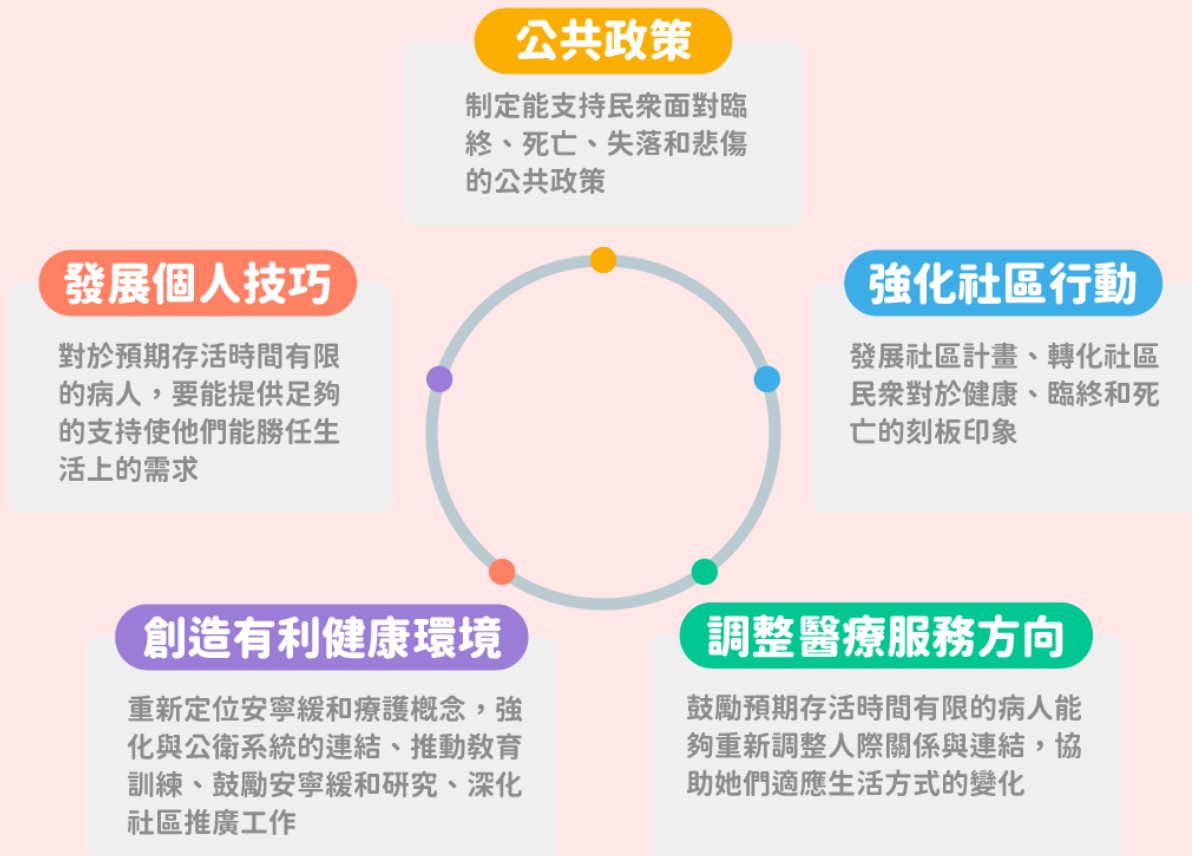 公共政策
制定能支持民衆面對臨
終、死亡、失落和悲傷
的公共政策
發展個人技巧
對於預期存活時間有限
的病人，要能提供足夠
的支持使他們能勝任生
活上的需求
強化社區行動
發展社區計畫、轉化社區
民衆對於健康、臨終和死
亡的刻板印象
創造有利健康環境
重新定位安寧緩和療護概念，強
化與公衛系統的連結、推動教育
訓練、鼓勵安寧緩和研究、深化
社區推廣工作
調整醫療服務方向
鼓勵預期存活時間有限的病人能
夠重新調整人際關係與連結，協
助她們適應生活方式的變化